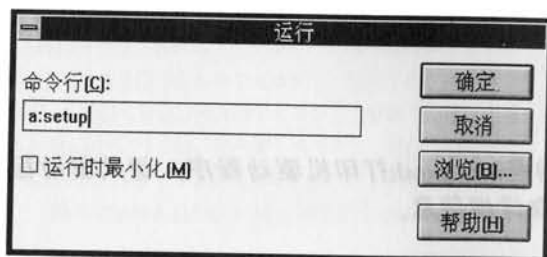 运行
命令行(C):
a:setup
运行时最小化(M)
确定
取消
浏览(B)...
帮助(H)